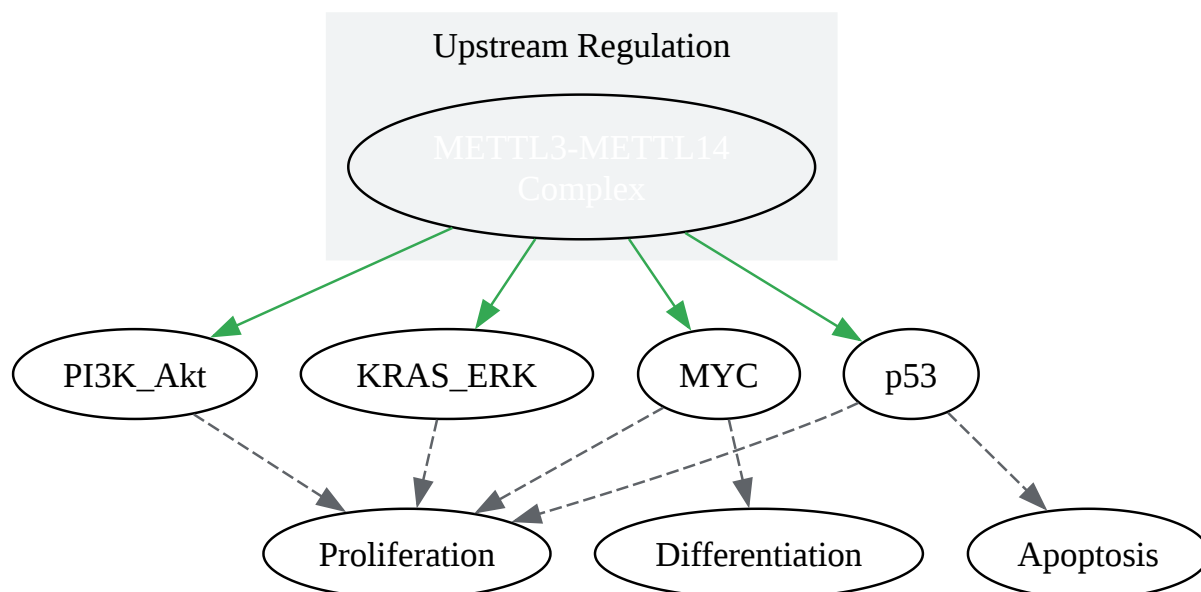 Upstream Regulation
METTL3-METTL14
Complex
PI3K_Akt
KRAS_ERK
MYC
p53
Proliferation
Differentiation
Apoptosis